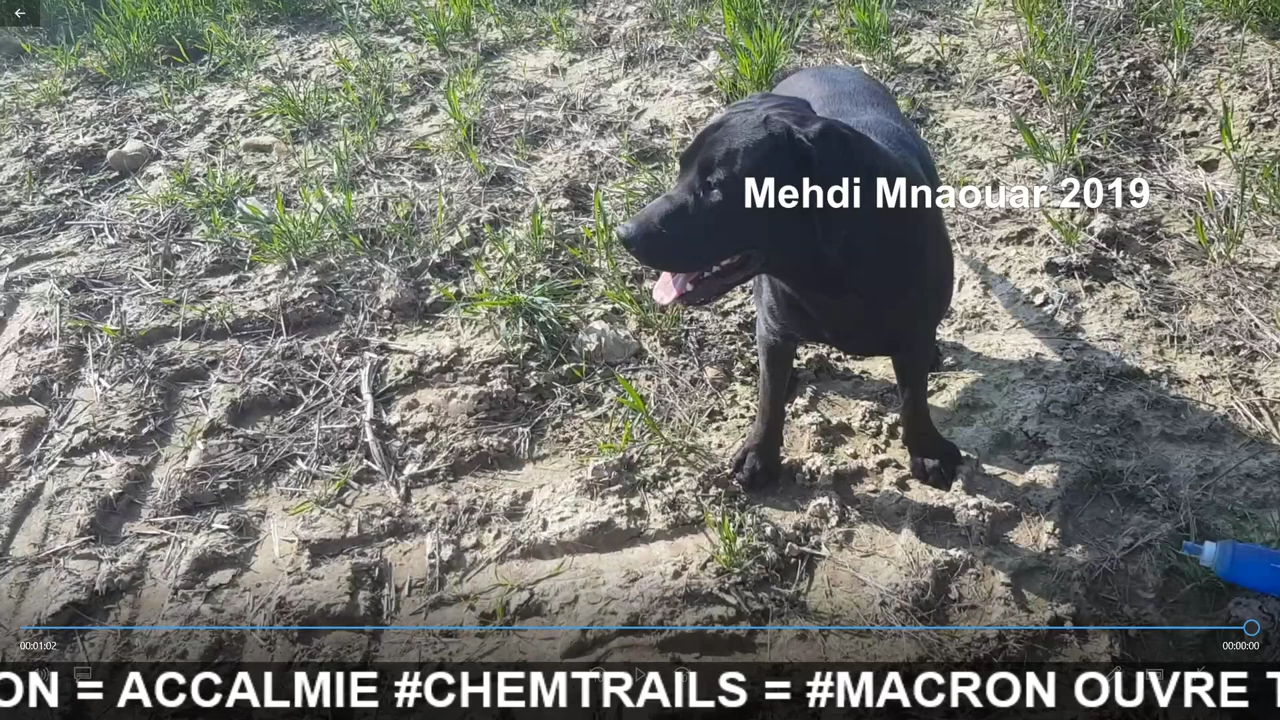 Mehdi Mnaouar 2019
00:01:02
00:00:00
ON = ACCALMIE #CHEMTRAILS = #MACRON OUVRE T